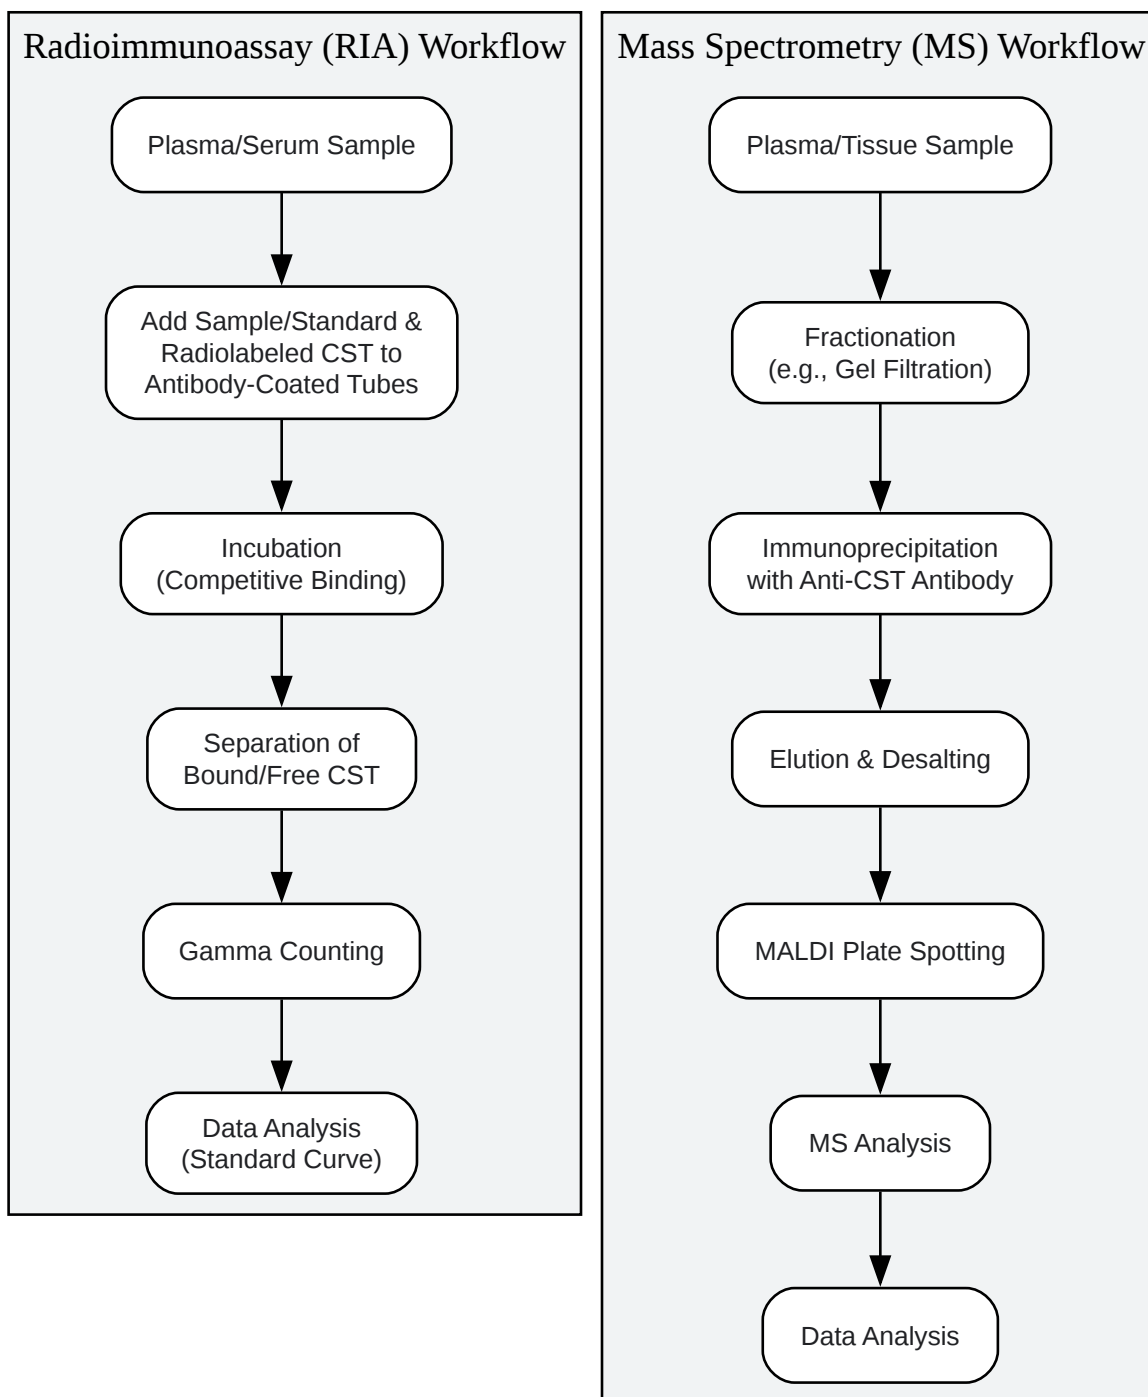 Radioimmunoassay (RIA) Workflow
Plasma/Serum Sample
Add Sample/Standard &
Radiolabeled CST to
Antibody-Coated Tubes
Incubation
(Competitive Binding)
Separation of
Bound/Free CST
Gamma Counting
Data Analysis
(Standard Curve)
Mass Spectrometry (MS) Workflow
Plasma/Tissue Sample
Fractionation
(e.g., Gel Filtration)
Immunoprecipitation
with Anti-CST Antibody
Elution & Desalting
MALDI Plate Spotting
MS Analysis
Data Analysis